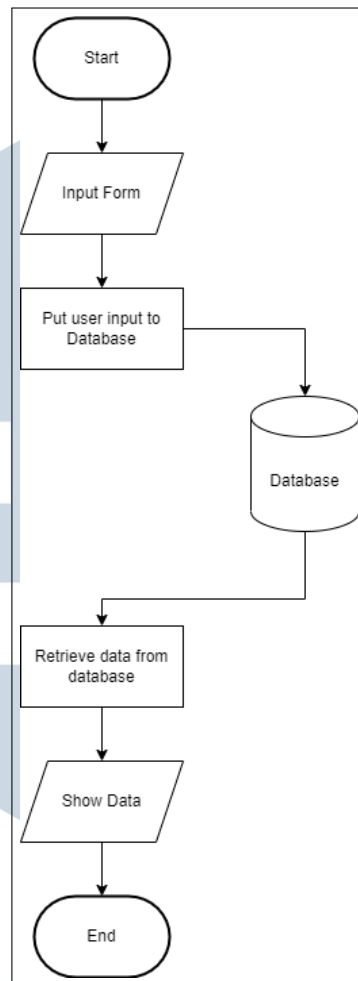 Start
Input Form
Put user input to
Database
Database
Retrieve data from
database
Show Data
End